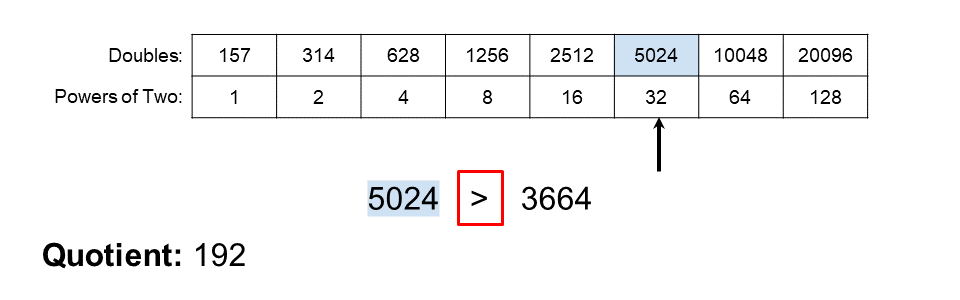 Doubles: 157 314 628 1256 2512 5024 10048 20096
Powers of Two: 1 2 4 8 16 32 64 128
5024 > 3664
Quotient: 192